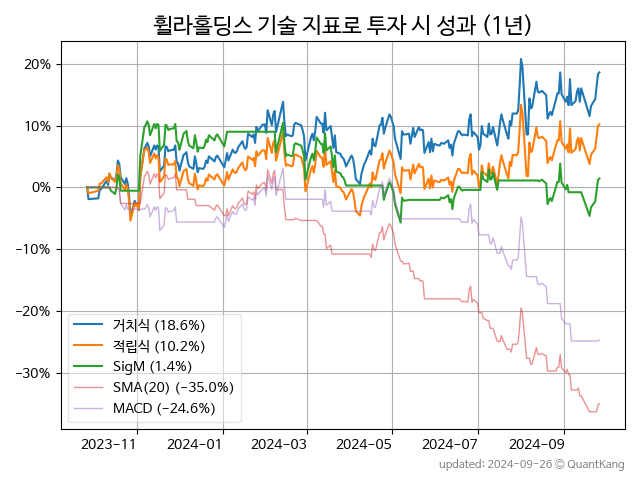 휠라홀딩스 기술 지표로 투자 시 성과 (1년)
20%
10%
0%
−10%
−20%
−30%
거치식 (18.6%)
적립식 (10.2%)
SigM (1.4%)
SMA(20) (−35.0%)
MACD (−24.6%)
2023-11
2024-01
2024-03
2024-05
2024-07
2024-09
updated: 2024-09-26 © QuantKang